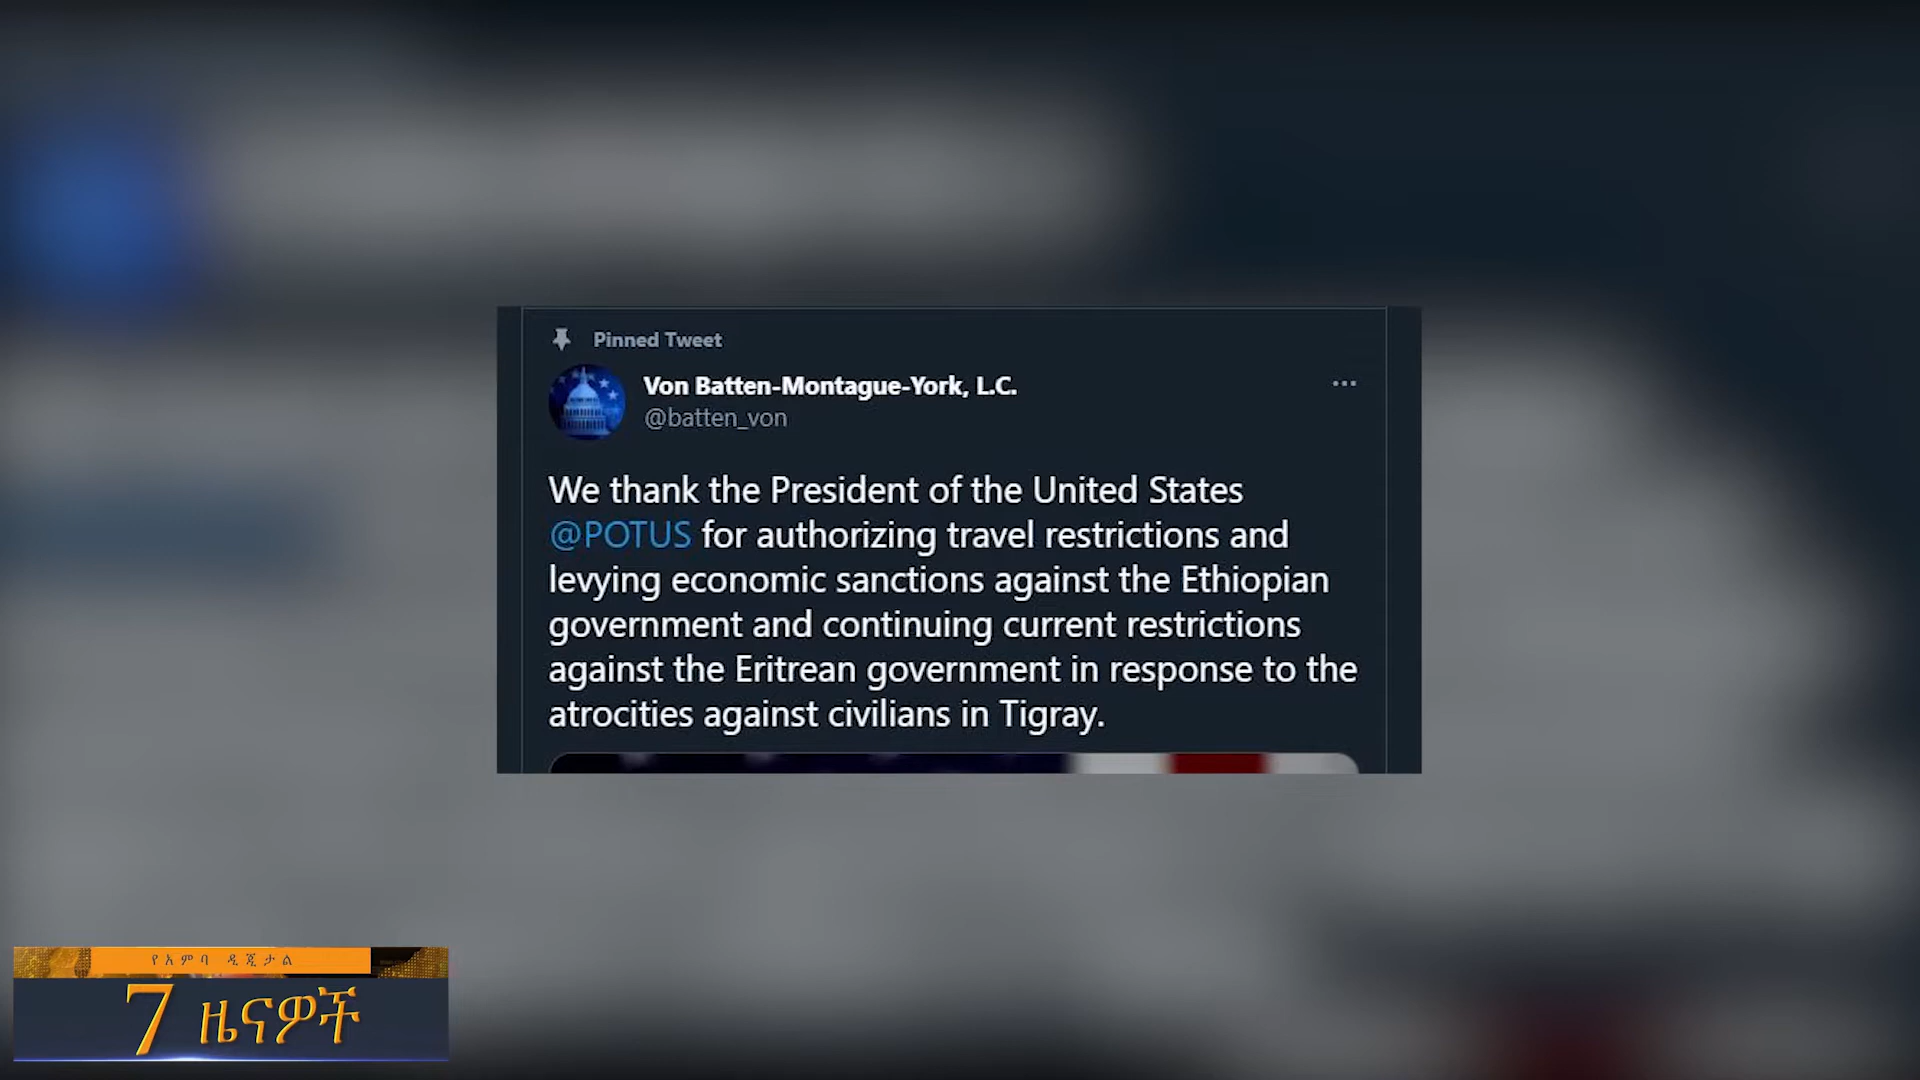 Pinned Tweet
Von Batten-Montague-York, L.C.
@batten_von
We thank the President of the United States
@POTUS for authorizing travel restrictions and
levying economic sanctions against the Ethiopian
government and continuing current restrictions
against the Eritrean government in response to the
atrocities against civilians in Tigray.
የአምባ ዲጂታል
7 ዜናዎች